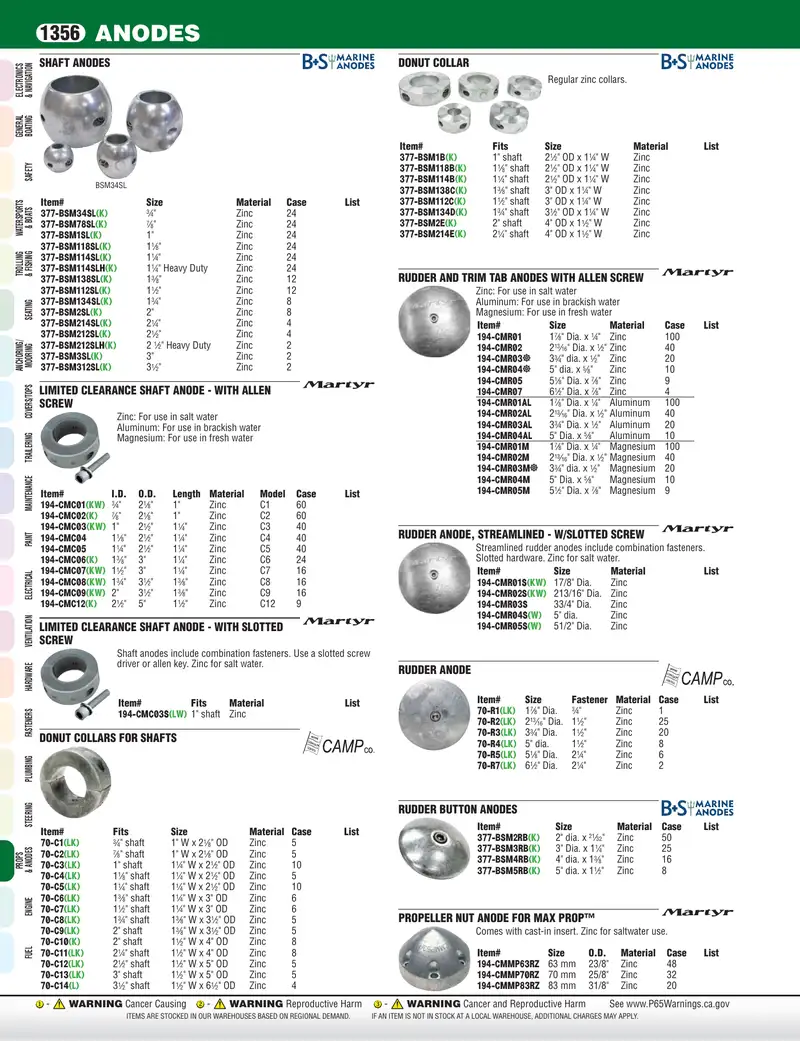 1356 ANODES
ELECTRONICS & NAVIGATION
GENERAL BOATING
SAFETY
WATERSPORTS & BOATS
TROLLING & FISHING
SEATING
ANCHORING/ MOORING
COVERS/TOPS
TRAILERING
MAINTENANCE
PAINT
ELECTRICAL
VENTILATION
HARDWARE
FASTENERS
PLUMBING
STEERING
PROPS & ANODES
ENGINE
FUEL
SHAFT ANODES
B+S MARINE ANODES
BSM34SL
Item# Size Material Case List
377-BSM34SL(K) ¾" Zinc 24
377-BSM78SL(K) ⅞" Zinc 24
377-BSM1SL(K) 1" Zinc 24
377-BSM118SL(K) 1⅛" Zinc 24
377-BSM114SL(K) 1¼" Zinc 24
377-BSM114SLH(K) 1¼" Heavy Duty Zinc 24
377-BSM138SL(K) 1⅜" Zinc 12
377-BSM112SL(K) 1½" Zinc 12
377-BSM134SL(K) 1¾" Zinc 8
377-BSM2SL(K) 2" Zinc 8
377-BSM214SL(K) 2¼" Zinc 4
377-BSM212SL(K) 2½" Zinc 4
377-BSM212SLH(K) 2 ½" Heavy Duty Zinc 2
377-BSM3SL(K) 3" Zinc 2
377-BSM312SL(K) 3½" Zinc 2
LIMITED CLEARANCE SHAFT ANODE - WITH ALLEN SCREW
Martyr
Zinc: For use in salt water
Aluminum: For use in brackish water
Magnesium: For use in fresh water
Item# I.D. O.D. Length Material Model Case List
194-CMC01(KW) ¾" 2⅛" 1" Zinc C1 60
194-CMC02(K) ⅞" 2⅛" 1" Zinc C2 60
194-CMC03(KW) 1" 2½" 1¼" Zinc C3 40
194-CMC04 1⅛" 2½" 1¼" Zinc C4 40
194-CMC05 1¼" 2½" 1¼" Zinc C5 40
194-CMC06(K) 1⅜" 3" 1¼" Zinc C6 24
194-CMC07(KW) 1½" 3" 1¼" Zinc C7 16
194-CMC08(KW) 1¾" 3½" 1⅜" Zinc C8 16
194-CMC09(KW) 2" 3½" 1⅜" Zinc C9 16
194-CMC12(K) 2½" 5" 1½" Zinc C12 9
LIMITED CLEARANCE SHAFT ANODE - WITH SLOTTED SCREW
Martyr
Shaft anodes include combination fasteners. Use a slotted screw
driver or allen key. Zinc for salt water.
Item# Fits Material List
194-CMC03S(LW) 1" shaft Zinc
DONUT COLLARS FOR SHAFTS
CAMP CO.
Item# Fits Size Material Case List
70-C1(LK) ¾" shaft 1" W x 2⅛" OD Zinc 5
70-C2(LK) ⅞" shaft 1" W x 2⅛" OD Zinc 5
70-C3(LK) 1" shaft 1¼" W x 2½" OD Zinc 10
70-C4(LK) 1⅛" shaft 1¼" W x 2½" OD Zinc 5
70-C5(LK) 1¼" shaft 1¼" W x 2½" OD Zinc 10
70-C6(LK) 1⅜" shaft 1¼" W x 3" OD Zinc 6
70-C7(LK) 1½" shaft 1¼" W x 3" OD Zinc 6
70-C8(LK) 1¾" shaft 1⅜" W x 3½" OD Zinc 5
70-C9(LK) 2" shaft 1⅜" W x 3½" OD Zinc 5
70-C10(K) 2" shaft 1½" W x 4" OD Zinc 8
70-C11(LK) 2¼" shaft 1½" W x 4" OD Zinc 8
70-C12(LK) 2½" shaft 1½" W x 5" OD Zinc 5
70-C13(LK) 3" shaft 1½" W x 5" OD Zinc 5
70-C14(L) 3½" shaft 1½" W x 6½" OD Zinc 4
DONUT COLLAR
B+S MARINE ANODES
Regular zinc collars.
Item# Fits Size Material List
377-BSM1B(K) 1" shaft 2½" OD x 1¼" W Zinc
377-BSM118B(K) 1⅛" shaft 2½" OD x 1¼" W Zinc
377-BSM114B(K) 1¼" shaft 2½" OD x 1¼" W Zinc
377-BSM138C(K) 1⅜" shaft 3" OD x 1¼" W Zinc
377-BSM112C(K) 1½" shaft 3" OD x 1¼" W Zinc
377-BSM134D(K) 1¾" shaft 3½" OD x 1¼" W Zinc
377-BSM2E(K) 2" shaft 4" OD x 1½" W Zinc
377-BSM214E(K) 2¼" shaft 4" OD x 1½" W Zinc
RUDDER AND TRIM TAB ANODES WITH ALLEN SCREW
Martyr
Zinc: For use in salt water
Aluminum: For use in brackish water
Magnesium: For use in fresh water
Item# Size Material Case List
194-CMR01 1⅞" Dia. x ¼" Zinc 100
194-CMR02 2¹³⁄₁₆" Dia. x ½" Zinc 40
194-CMR03 3¾" dia. x ½" Zinc 20
194-CMR04 5" dia. x ⅝" Zinc 10
194-CMR05 5⅛" Dia. x ⅞" Zinc 9
194-CMR07 6½" Dia. x ⅞" Zinc 4
194-CMR01AL 1⅞" Dia. x ¼" Aluminum 100
194-CMR02AL 2¹³⁄₁₆" Dia. x ½" Aluminum 40
194-CMR03AL 3¾" Dia. x ½" Aluminum 20
194-CMR04AL 5" Dia. x ⅝" Aluminum 10
194-CMR01M 1⅞" Dia. x ¼" Magnesium 100
194-CMR02M 2¹³⁄₁₆" Dia. x ½" Magnesium 40
194-CMR03M 3¾" dia. x ½" Magnesium 20
194-CMR04M 5" Dia. x ⅝" Magnesium 10
194-CMR05M 5½" Dia. x ⅞" Magnesium 9
RUDDER ANODE, STREAMLINED - W/SLOTTED SCREW
Martyr
Streamlined rudder anodes include combination fasteners.
Slotted hardware. Zinc for salt water.
Item# Size Material List
194-CMR01S(KW) 17/8" Dia. Zinc
194-CMR02S(KW) 213/16" Dia. Zinc
194-CMR03S 33/4" Dia. Zinc
194-CMR04S(W) 5" dia. Zinc
194-CMR05S(W) 51/2" Dia. Zinc
RUDDER ANODE
CAMP CO.
Item# Size Fastener Material Case List
70-R1(LK) 1⅞" Dia. ¾" Zinc 1
70-R2(LK) 2¹³⁄₁₆" Dia. 1½" Zinc 25
70-R3(LK) 3¾" Dia. 1½" Zinc 20
70-R4(LK) 5" dia. 1½" Zinc 8
70-R5(LK) 5⅛" Dia. 2¼" Zinc 6
70-R7(LK) 6½" Dia. 2¼" Zinc 2
RUDDER BUTTON ANODES
B+S MARINE ANODES
Item# Size Material Case List
377-BSM2RB(K) 2" dia. x ²¹⁄₃₂" Zinc 50
377-BSM3RB(K) 3" Dia. x 1¼" Zinc 25
377-BSM4RB(K) 4" dia. x 1⅜" Zinc 16
377-BSM5RB(K) 5" dia. x 1½" Zinc 8
PROPELLER NUT ANODE FOR MAX PROP™
Martyr
Comes with cast-in insert. Zinc for saltwater use.
Item# Size O.D. Material Case List
194-CMMP63RZ 63 mm 23/8" Zinc 48
194-CMMP70RZ 70 mm 25/8" Zinc 32
194-CMMP83RZ 83 mm 31/8" Zinc 20
1 - WARNING Cancer Causing 2 - WARNING Reproductive Harm 3 - WARNING Cancer and Reproductive Harm See www.P65Warnings.ca.gov
ITEMS ARE STOCKED IN OUR WAREHOUSES BASED ON REGIONAL DEMAND. IF AN ITEM IS NOT IN STOCK AT A LOCAL WAREHOUSE, ADDITIONAL CHARGES MAY APPLY.